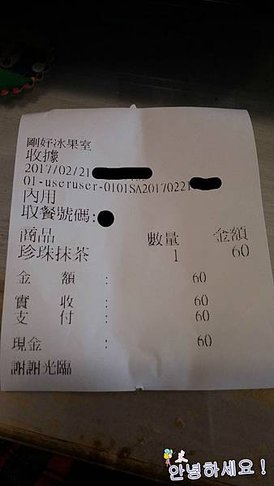 剛好冰果室
收據
2017/02/21
01-useruser-0101SA20170221
內用
取餐號碼:
商品 數量 金額
珍珠抹茶 1 60
金 額 : 60
實 收 : 60
支 付 : 60
現金 : 60
謝謝光臨
안녕하세요!